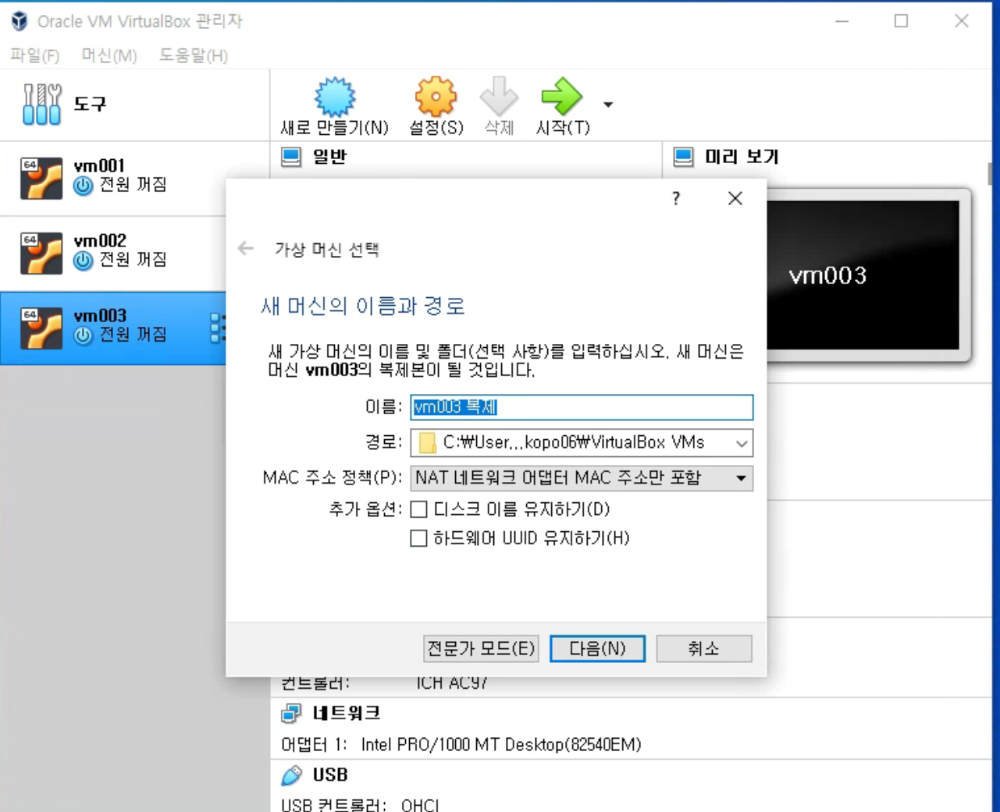 Oracle VM VirtualBox 관리자
파일(F) 머신(M) 도움말(H)
도구
새로 만들기(N) 설정(S) 삭제 시작(T)
64 vm001
전원 꺼짐
64 vm002
전원 꺼짐
64 vm003
전원 꺼짐
일반
미리 보기
vm003
?
가상 머신 선택
새 머신의 이름과 경로
새 가상 머신의 이름 및 폴더(선택 사항)를 입력하십시오. 새 머신은
머신 vm003의 복제본이 될 것입니다.
이름: vm003 복제
경로: C:₩User...kopo06₩VirtualBox VMs
MAC 주소 정책(P): NAT 네트워크 어댑터 MAC 주소만 포함
추가 옵션: 디스크 이름 유지하기(D)
하드웨어 UUID 유지하기(H)
전문가 모드(E) 다음(N) 취소
컨트롤러: ICH AC97
네트워크
어댑터 1: Intel PRO/1000 MT Desktop(82540EM)
USB
USB 컨트롤러: OHCI